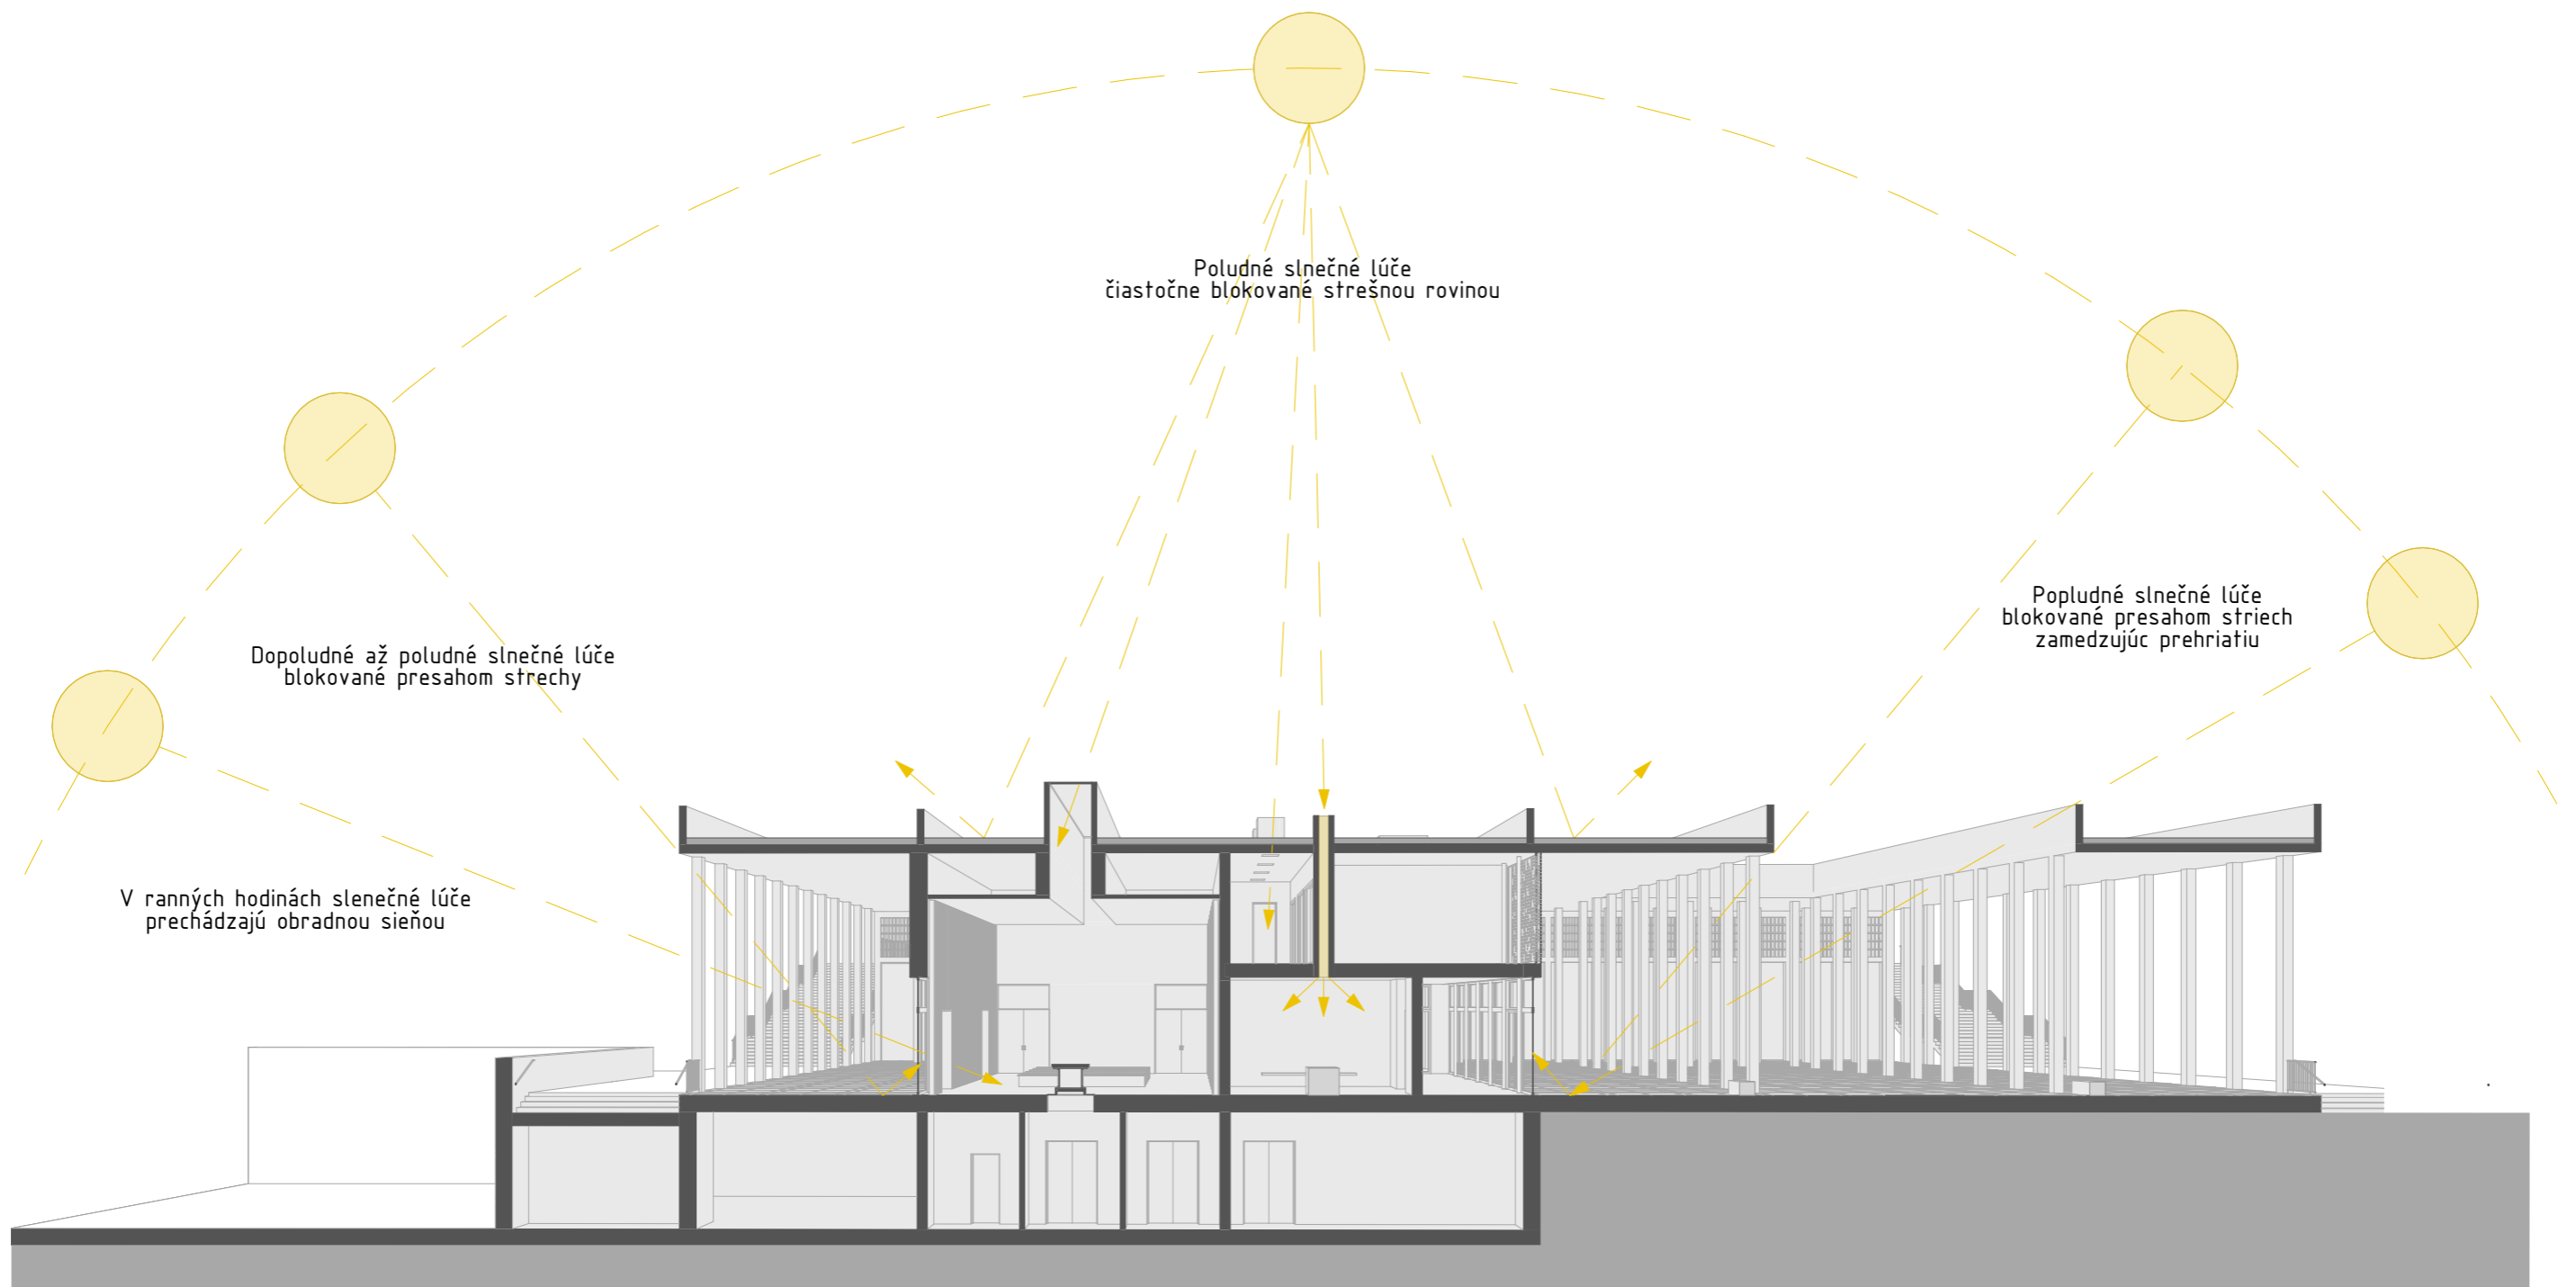 Poludné slnečné lúče
čiastočne blokované strešnou rovinou
Popludné slnečné lúče
blokované presahom striech
zamedzujúc prehriatiu
Dopoludné až poludné slnečné lúče
blokované presahom strechy
V ranných hodinách slenečné lúče
prechádzajú obradnou sieňou